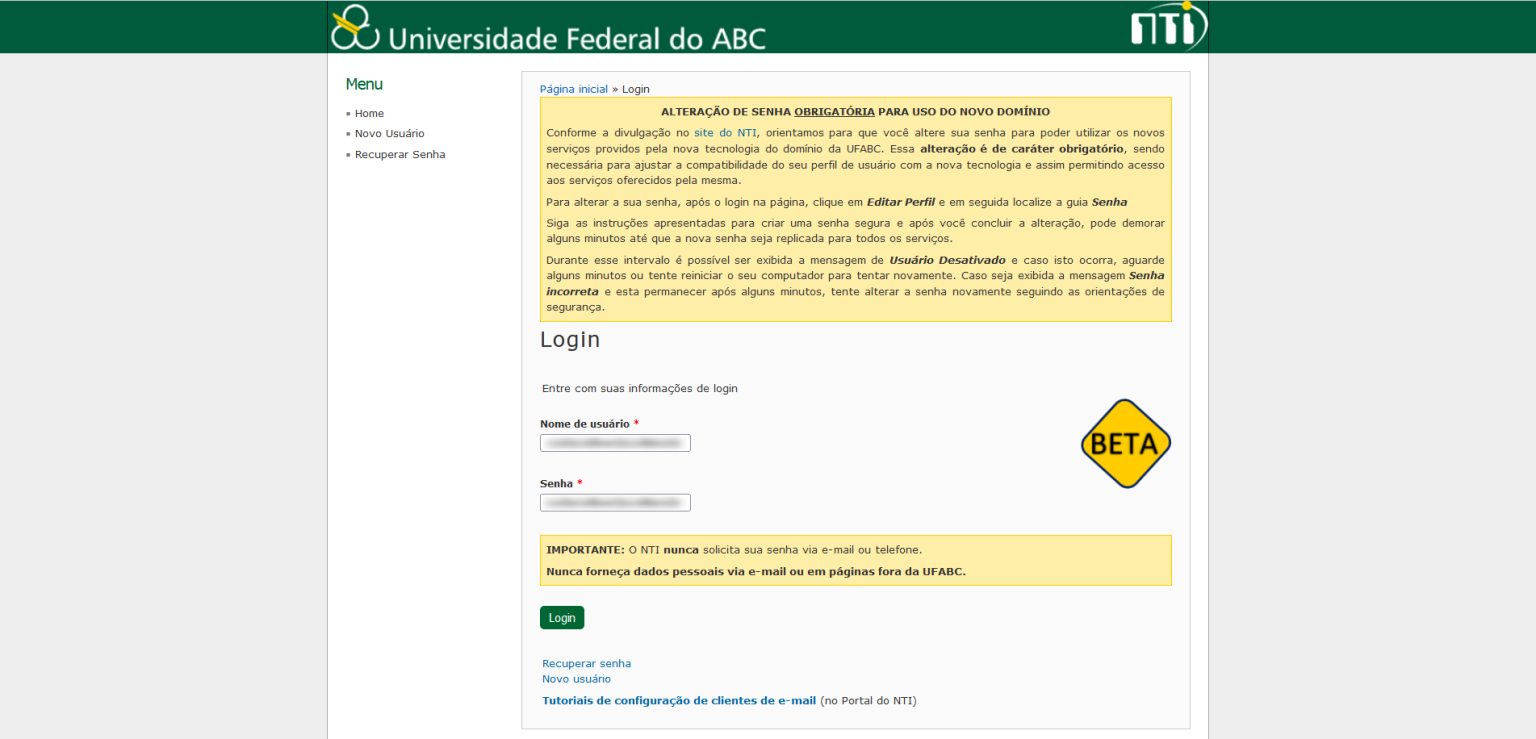 Universidade Federal do ABC
NTI
Menu
Home
Novo Usuário
Recuperar Senha
Página inicial » Login
ALTERAÇÃO DE SENHA OBRIGATÓRIA PARA USO DO NOVO DOMÍNIO
Conforme a divulgação no site do NTI, orientamos para que você altere sua senha para poder utilizar os novos
serviços providos pela nova tecnologia do domínio da UFABC. Essa alteração é de caráter obrigatório, sendo
necessária para ajustar a compatibilidade do seu perfil de usuário com a nova tecnologia e assim permitindo acesso
aos serviços oferecidos pela mesma.
Para alterar a sua senha, após o login na página, clique em Editar Perfil e em seguida localize a guia Senha
Siga as instruções apresentadas para criar uma senha segura e após você concluir a alteração, pode demorar
alguns minutos até que a nova senha seja replicada para todos os serviços.
Durante esse intervalo é possível ser exibida a mensagem de Usuário Desativado e caso isto ocorra, aguarde
alguns minutos ou tente reiniciar o seu computador para tentar novamente. Caso seja exibida a mensagem Senha
incorreta e esta permanecer após alguns minutos, tente alterar a senha novamente seguindo as orientações de
segurança.
Login
Entre com suas informações de login
Nome de usuário *
BETA
Senha *
IMPORTANTE: O NTI nunca solicita sua senha via e-mail ou telefone.
Nunca forneça dados pessoais via e-mail ou em páginas fora da UFABC.
Login
Recuperar senha
Novo usuário
Tutoriais de configuração de clientes de e-mail (no Portal do NTI)